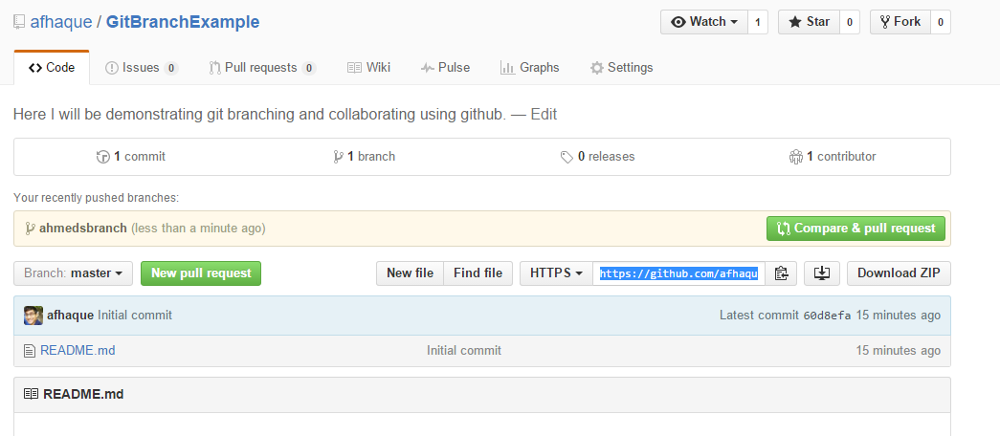 afhaque / GitBranchExample Watch 1 Star 0 Fork 0
Code Issues 0 Pull requests 0 Wiki Pulse Graphs Settings
Here I will be demonstrating git branching and collaborating using github. — Edit
1 commit 1 branch 0 releases 1 contributor
Your recently pushed branches:
ahmedsbranch (less than a minute ago) Compare & pull request
Branch: master New pull request New file Find file HTTPS https://github.com/afhaqu Download ZIP
afhaque Initial commit Latest commit 60d8efa 15 minutes ago
README.md Initial commit 15 minutes ago
README.md